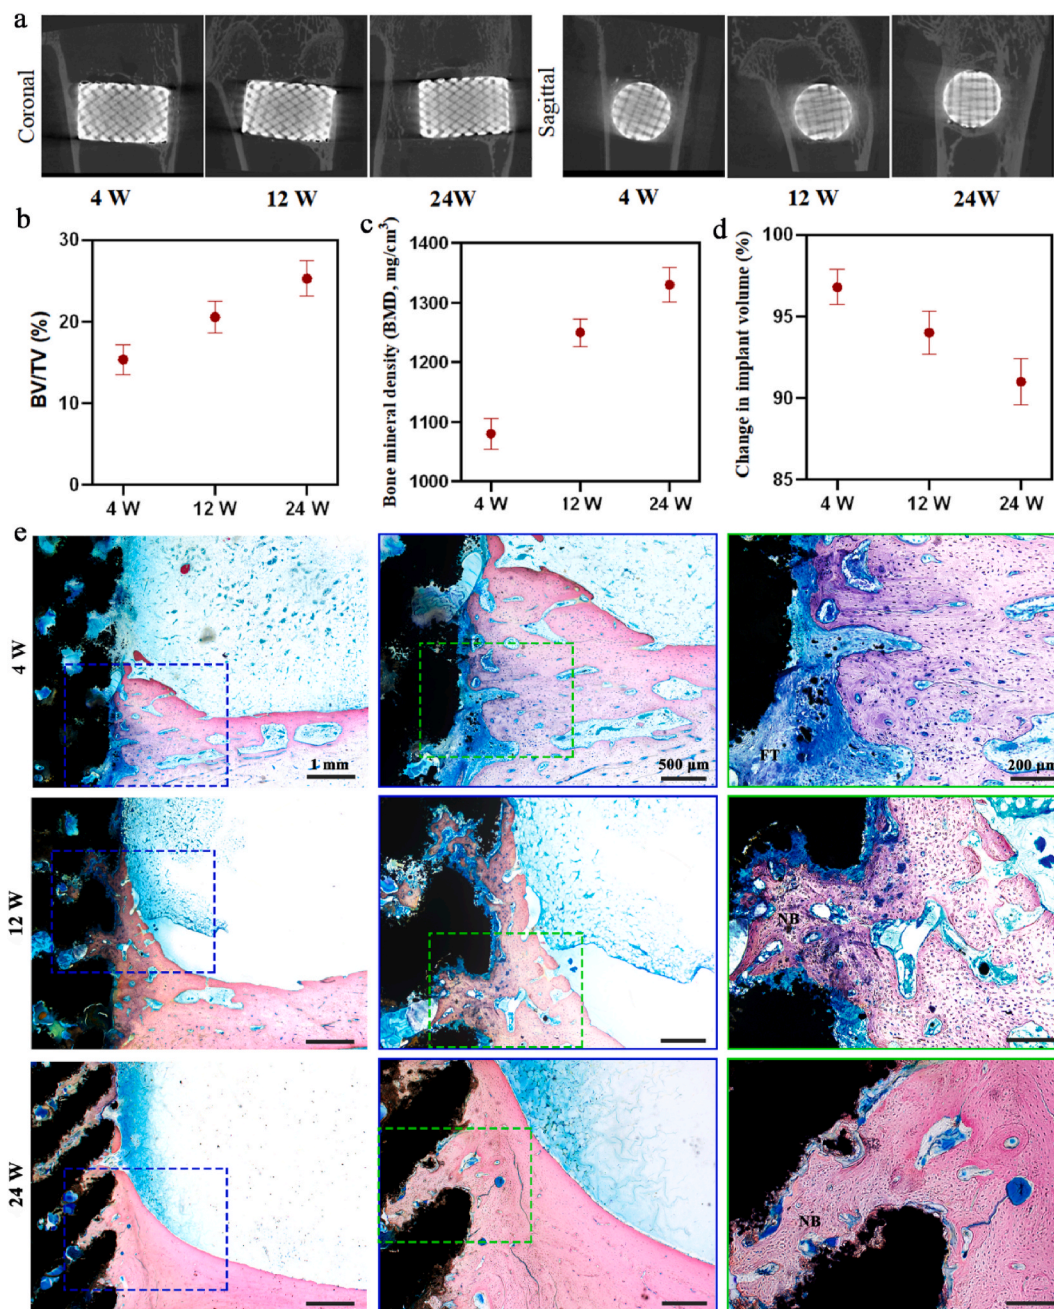 a
Coronal
4 W
12 W
24W
Sagittal
4 W
12 W
24W
b
BV/TV (%)
30
20
10
0
4 W
12 W
24 W
c
Bone mineral density (BMD, mg/cm³)
1400
1300
1200
1100
1000
4 W
12 W
24 W
d
Change in implant volume (%)
100
95
90
85
4 W
12 W
24 W
e
4 W
1 mm
500 µm
FT
200 µm
12 W
NB
24 W
NB